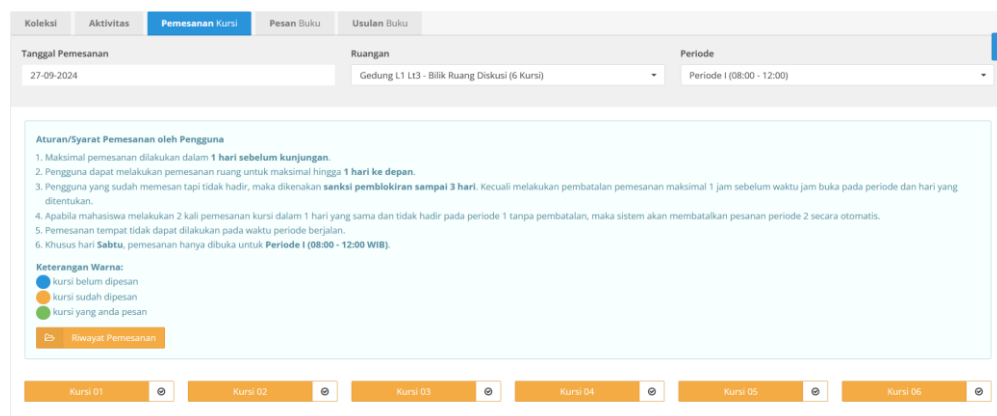 Koleksi Aktivitas Pemesanan Kursi Pesan Buku Usulan Buku
Tanggal Pemesanan Ruangan Periode
27-09-2024 Gedung L1 Lt3 - Bilik Ruang Diskusi (6 Kursi) Periode I (08:00 - 12:00)
Aturan/Syarat Pemesanan oleh Pengguna
1. Maksimal pemesanan dilakukan dalam 1 hari sebelum kunjungan.
2. Pengguna dapat melakukan pemesanan ruang untuk maksimal hingga 1 hari ke depan.
3. Pengguna yang sudah memesan tapi tidak hadir, maka dikenakan sanksi pemblokiran sampai 3 hari. Kecuali melakukan pembatalan pemesanan maksimal 1 jam sebelum waktu jam buka pada periode dan hari yang
ditentukan.
4. Apabila mahasiswa melakukan 2 kali pemesanan kursi dalam 1 hari yang sama dan tidak hadir pada periode 1 tanpa pembatalan, maka sistem akan membatalkan pesanan periode 2 secara otomatis.
5. Pemesanan tempat tidak dapat dilakukan pada waktu periode berjalan.
6. Khusus hari Sabtu, pemesanan hanya dibuka untuk Periode I (08:00 - 12:00 WIB).
Keterangan Warna:
kursi belum dipesan
kursi sudah dipesan
kursi yang anda pesan
Riwayat Pemesanan
Kursi 01 Kursi 02 Kursi 03 Kursi 04 Kursi 05 Kursi 06